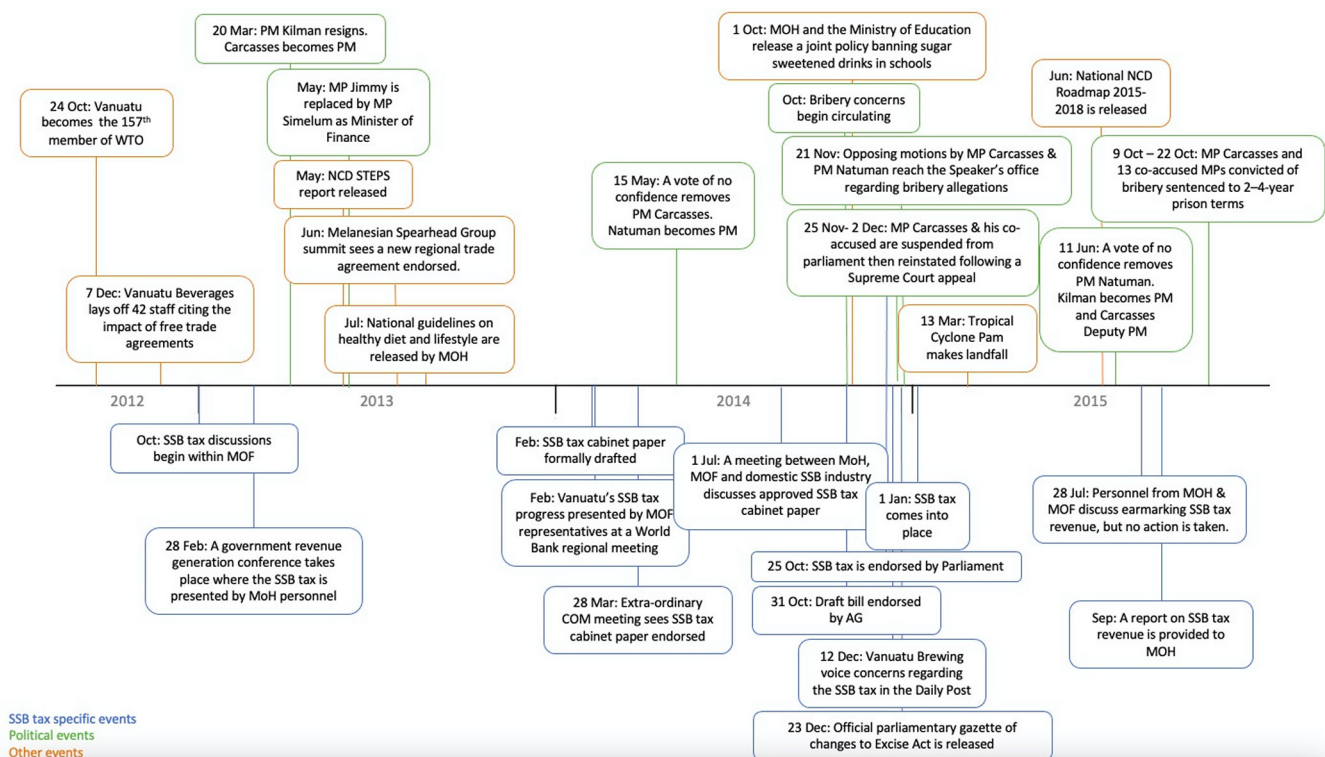 20 Mar: PM Kilman resigns.
Carcasses becomes PM
1 Oct: MOH and the Ministry of Education
release a joint policy banning sugar
sweetened drinks in schools
24 Oct: Vanuatu
becomes the 157th
member of WTO
May: MP Jimmy is
replaced by MP
Simelum as Minister of
Finance
Oct: Bribery concerns
begin circulating
Jun: National NCD
Roadmap 2015-
2018 is released
May: NCD STEPS
report released
15 May: A vote of no
confidence removes
PM Carcasses.
Natuman becomes PM
21 Nov: Opposing motions by MP Carcasses &
PM Natuman reach the Speaker's office
regarding bribery allegations
9 Oct – 22 Oct: MP Carcasses and
13 co-accused MPs convicted of
bribery sentenced to 2–4-year
prison terms
Jun: Melanesian Spearhead Group
summit sees a new regional trade
agreement endorsed.
25 Nov- 2 Dec: MP Carcasses & his co-
accused are suspended from
parliament then reinstated following a
Supreme Court appeal
11 Jun: A vote of no
confidence removes
PM Natuman.
Kilman becomes PM
and Carcasses
Deputy PM
7 Dec: Vanuatu Beverages
lays off 42 staff citing the
impact of free trade
agreements
Jul: National guidelines on
healthy diet and lifestyle are
released by MOH
13 Mar: Tropical
Cyclone Pam
makes landfall
2012
2013
2014
2015
Oct: SSB tax discussions
begin within MOF
Feb: SSB tax cabinet paper
formally drafted
1 Jul: A meeting between MoH,
MOF and domestic SSB industry
discusses approved SSB tax
cabinet paper
Feb: Vanuatu's SSB tax
progress presented by MOF
representatives at a World
Bank regional meeting
1 Jan: SSB tax
comes into
place
28 Jul: Personnel from MOH &
MOF discuss earmarking SSB tax
revenue, but no action is taken.
28 Feb: A government revenue
generation conference takes
place where the SSB tax is
presented by MoH personnel
25 Oct: SSB tax is endorsed by Parliament
28 Mar: Extra-ordinary
COM meeting sees SSB tax
cabinet paper endorsed
31 Oct: Draft bill endorsed
by AG
Sep: A report on SSB tax
revenue is provided to
MOH
12 Dec: Vanuatu Brewing
voice concerns regarding
the SSB tax in the Daily Post
23 Dec: Official parliamentary gazette of
changes to Excise Act is released
SSB tax specific events
Political events
Other events